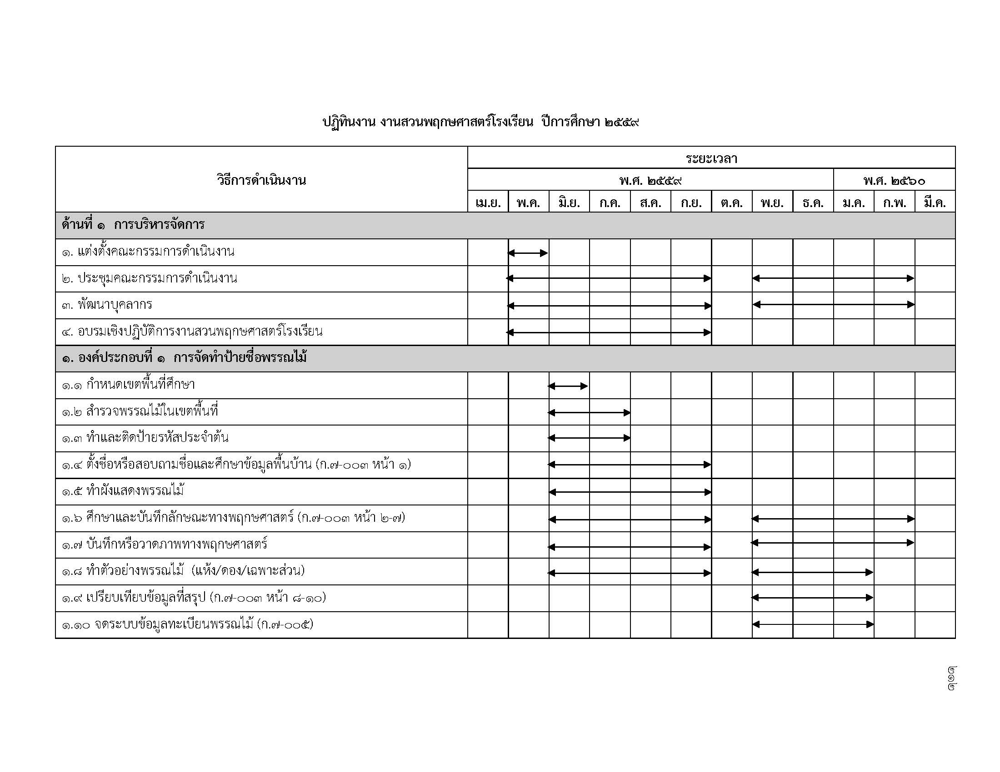 ปฏิทินงาน งานสวนพฤกษศาสตร์โรงเรียน ปีการศึกษา ๒๕๕๙
วิธีการดำเนินงาน
ระยะเวลา
พ.ศ. ๒๕๕๙ พ.ศ. ๒๕๖๐
เม.ย. พ.ค. มิ.ย. ก.ค. ส.ค. ก.ย. ต.ค. พ.ย. ธ.ค. ม.ค. ก.พ. มี.ค.
ด้านที่ ๑ การบริหารจัดการ
๑. แต่งตั้งคณะกรรมการดำเนินงาน
๒. ประชุมคณะกรรมการดำเนินงาน
๓. พัฒนาบุคลากร
๔. อบรมเชิงปฏิบัติการงานสวนพฤกษศาสตร์โรงเรียน
๑. องค์ประกอบที่ ๑ การจัดทำป้ายชื่อพรรณไม้
๑.๑ กำหนดเขตพื้นที่ศึกษา
๑.๒ สำรวจพรรณไม้ในเขตพื้นที่
๑.๓ ทำและติดป้ายรหัสประจำต้น
๑.๔ ตั้งชื่อหรือสอบถามชื่อและศึกษาข้อมูลพื้นบ้าน (ก.๗-๐๐๓ หน้า ๑)
๑.๕ ทำผังแสดงพรรณไม้
๑.๖ ศึกษาและบันทึกลักษณะทางพฤกษศาสตร์ (ก.๗-๐๐๓ หน้า ๒-๗)
๑.๗ บันทึกหรือวาดภาพทางพฤกษศาสตร์
๑.๘ ทำตัวอย่างพรรณไม้ (แห้ง/ดอง/เฉพาะส่วน)
๑.๙ เปรียบเทียบข้อมูลที่สรุป (ก.๗-๐๐๓ หน้า ๘-๑๐)
๑.๑๐ จดระบบข้อมูลทะเบียนพรรณไม้ (ก.๗-๐๐๕)
๒๑๒